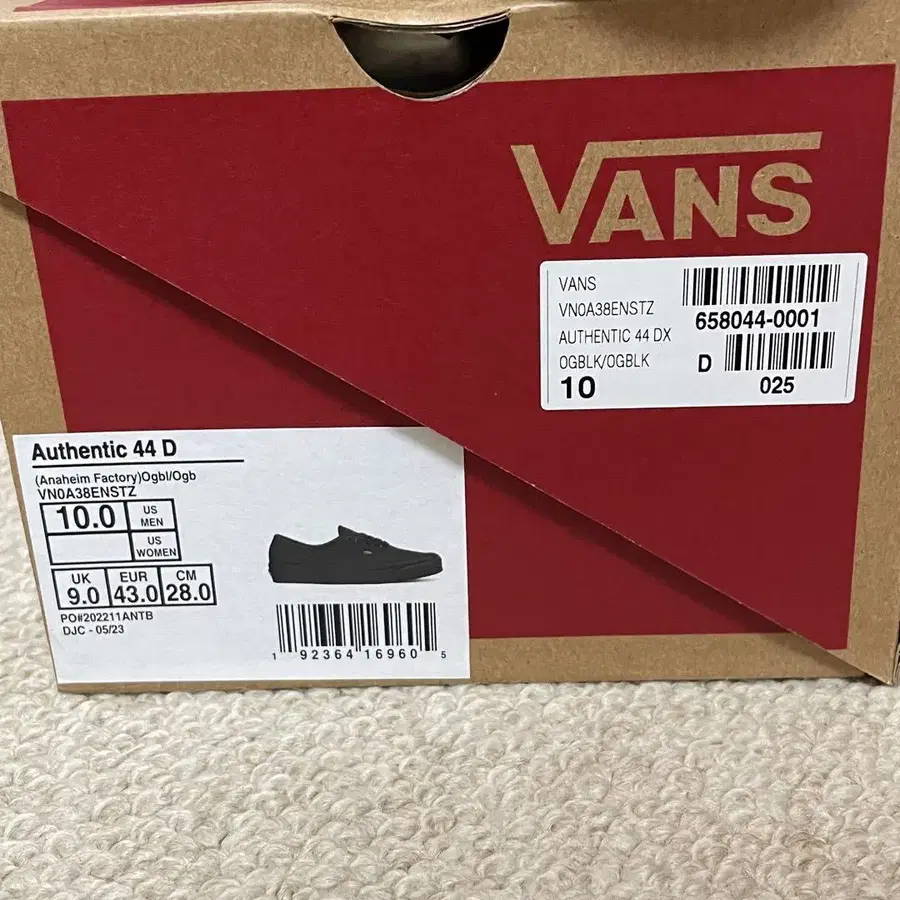 VANS
VANS
VN0A38ENSTZ
AUTHENTIC 44 DX
OGBLK/OGBLK
10
658044-0001
D
025
Authentic 44 D
(Anaheim Factory)Ogbl/Ogb
VN0A38ENSTZ
10.0 US MEN
US WOMEN
UK EUR CM
9.0 43.0 28.0
PO#202211ANTB
DJC - 05/23
1 92364 16960 5